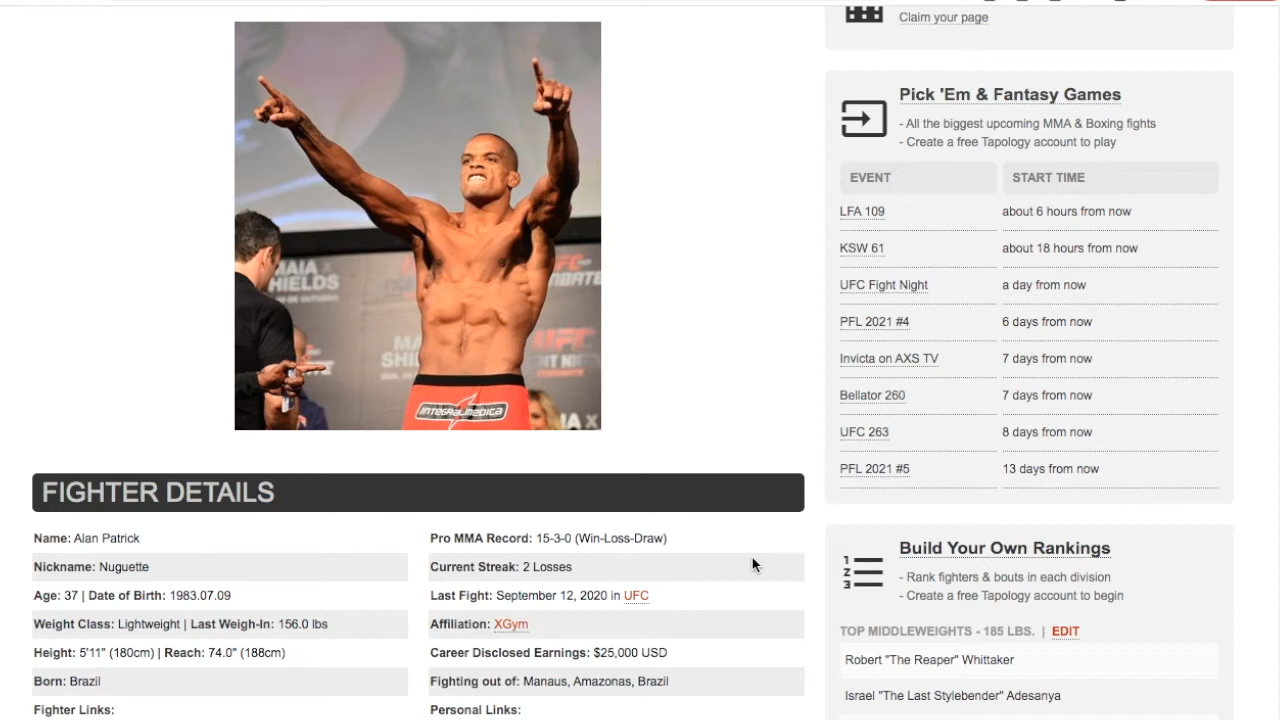 Claim your page
Pick 'Em & Fantasy Games
- All the biggest upcoming MMA & Boxing fights
- Create a free Tapology account to play
EVENT START TIME
LFA 109 about 6 hours from now
KSW 61 about 18 hours from now
UFC Fight Night a day from now
PFL 2021 #4 6 days from now
Invicta on AXS TV 7 days from now
Bellator 260 7 days from now
UFC 263 8 days from now
PFL 2021 #5 13 days from now
MAIA
SHIELDS
UFC
MAIA
SHI
UFC
INTEGRALMEDICA
IA X
FIGHTER DETAILS
Name: Alan Patrick
Nickname: Nuguette
Age: 37 | Date of Birth: 1983.07.09
Weight Class: Lightweight | Last Weigh-In: 156.0 lbs
Height: 5'11" (180cm) | Reach: 74.0" (188cm)
Born: Brazil
Fighter Links:
Pro MMA Record: 15-3-0 (Win-Loss-Draw)
Current Streak: 2 Losses
Last Fight: September 12, 2020 in UFC
Affiliation: XGym
Career Disclosed Earnings: $25,000 USD
Fighting out of: Manaus, Amazonas, Brazil
Personal Links:
1
2
3
Build Your Own Rankings
- Rank fighters & bouts in each division
- Create a free Tapology account to begin
TOP MIDDLEWEIGHTS - 185 LBS. | EDIT
Robert "The Reaper" Whittaker
Israel "The Last Stylebender" Adesanya